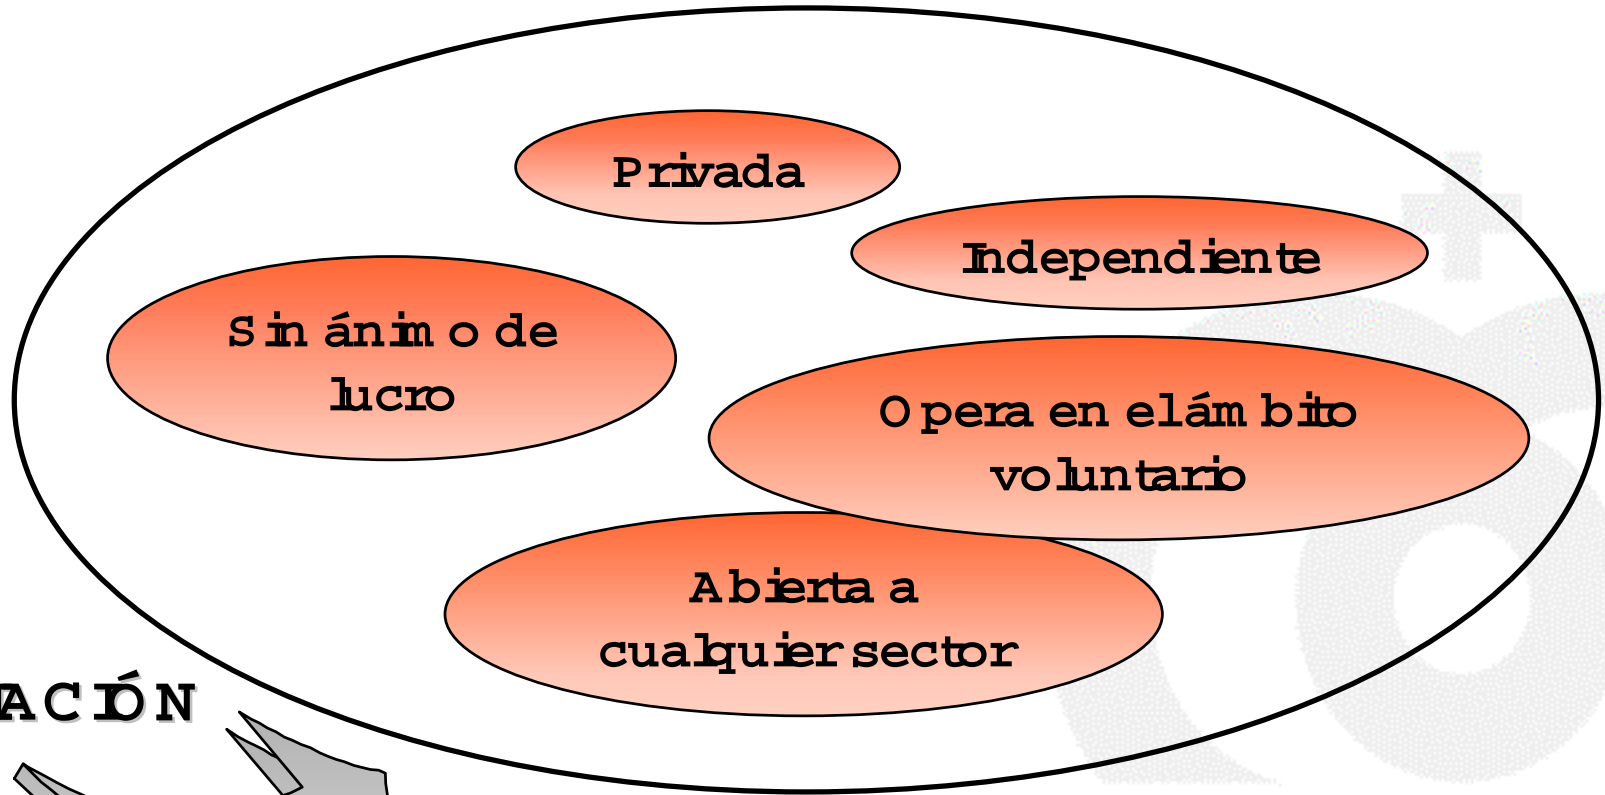 Privada
Independiente
Sin ánimo de
lucro
Opera en el ámbito
voluntario
Abierta a
cualquier sector
ACIÓN